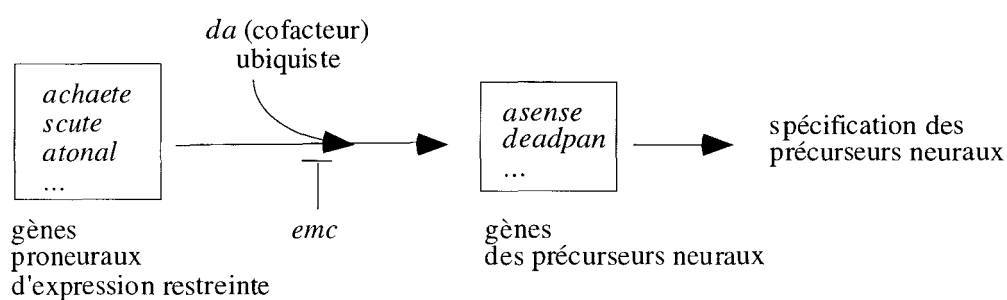 da (cofacteur)
ubiquiste
achaete
scute
atonal
...
asense
deadpan
...
spécification des
précurseurs neuraux
emc
gènes
proneuraux
d'expression restreinte
gènes
des précurseurs neuraux